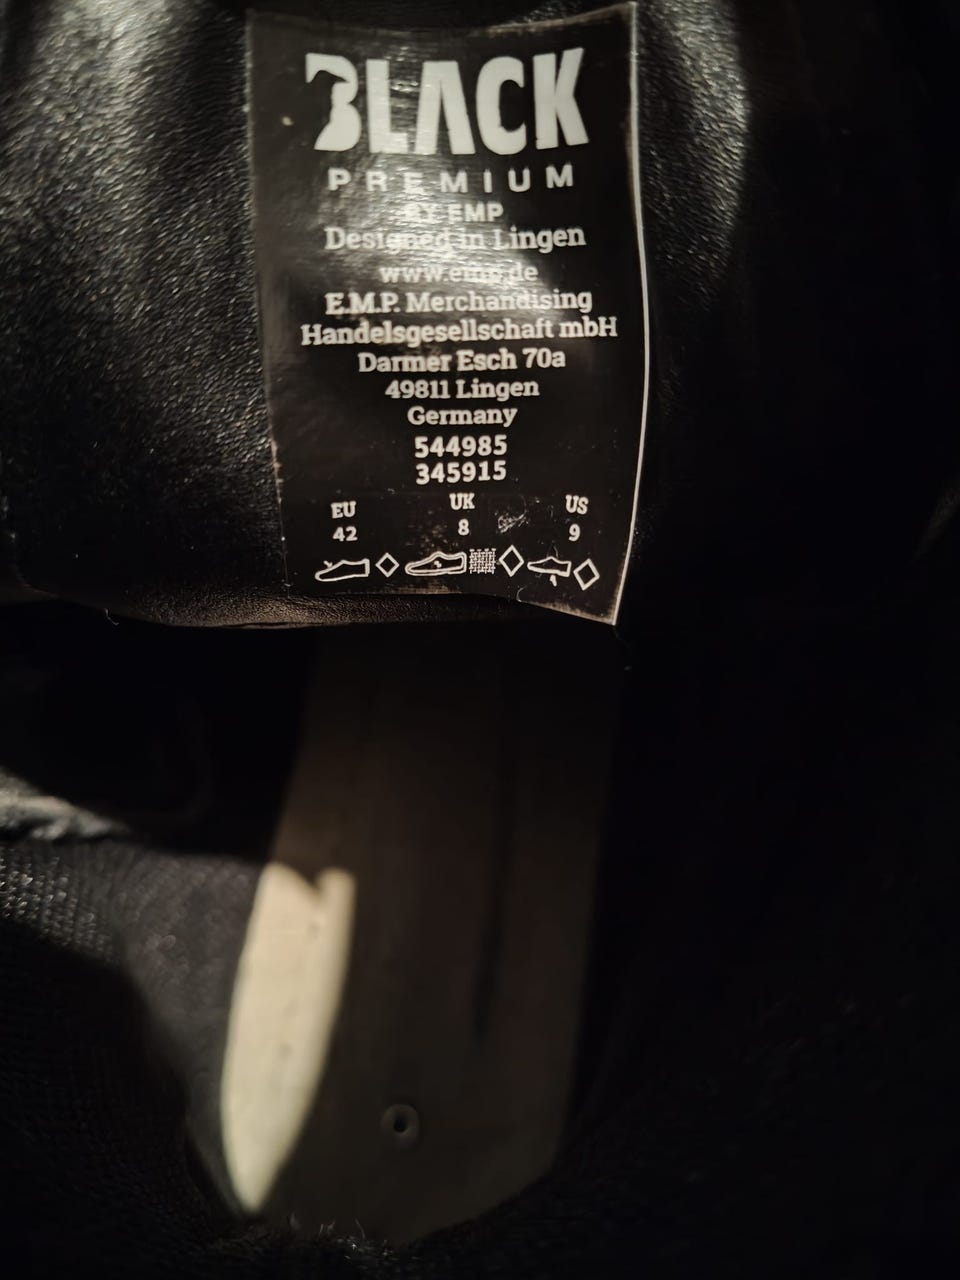 BLACK
PREMIUM
BY EMP
Designed in Lingen
www.emp.de
E.M.P. Merchandising
Handelsgesellschaft mbH
Darmer Esch 70a
49811 Lingen
Germany
544985
345915
EU UK US
42 8 9